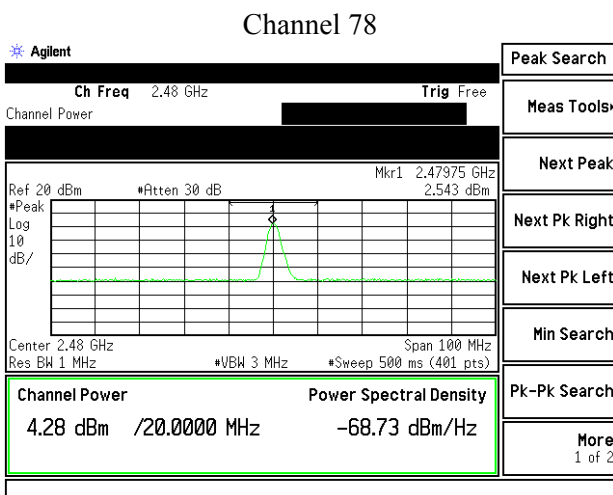 Channel 78
Agilent
Peak Search
Ch Freq 2.48 GHz Trig Free
Channel Power
Meas Tools
Next Peak
Mkr1 2.47975 GHz
Ref 20 dBm #Atten 30 dB 2.543 dBm
#Peak
Log
10
dB/
1
Next Pk Right
Next Pk Left
Center 2.48 GHz Span 100 MHz
Res BW 1 MHz #VBW 3 MHz #Sweep 500 ms (401 pts)
Min Search
Channel Power Power Spectral Density
4.28 dBm /20.0000 MHz -68.73 dBm/Hz
Pk-Pk Search
More
1 of 2